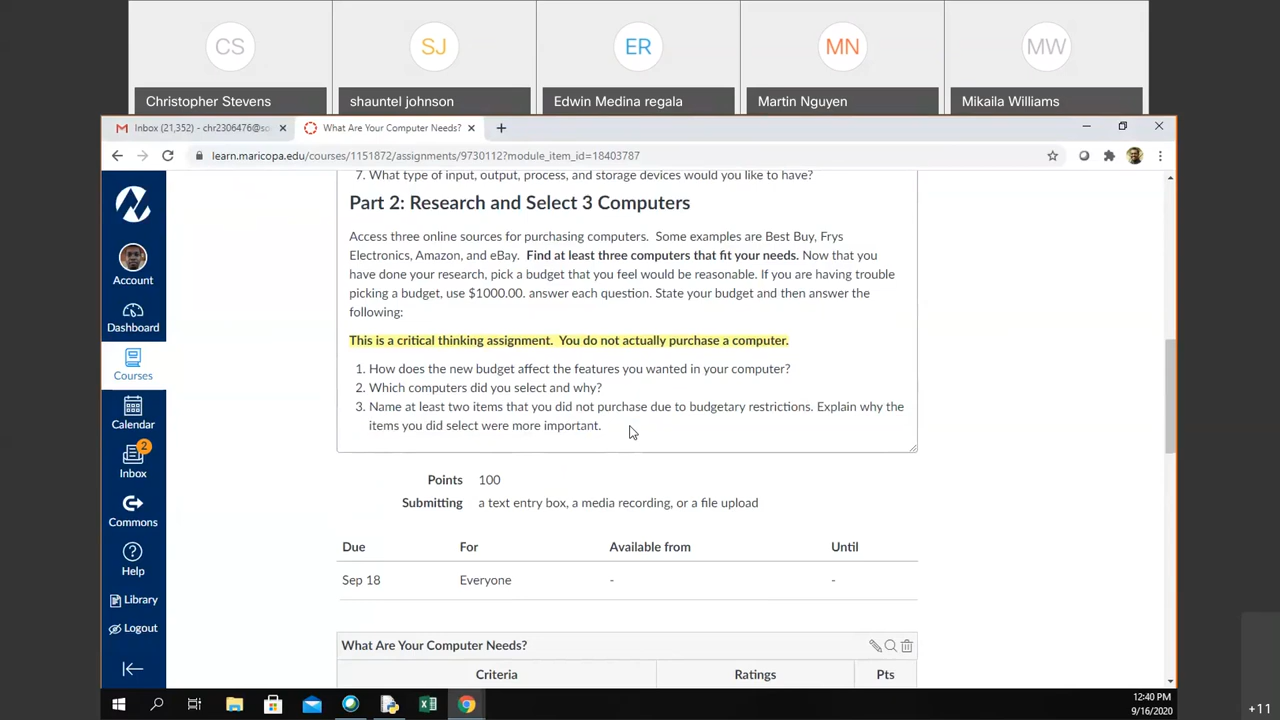 CS
SJ
ER
MN
MW
Christopher Stevens
shauntel johnson
Edwin Medina regala
Martin Nguyen
Mikaila Williams
Inbox (21,352) - chr2306476@so
What Are Your Computer Needs?
learn.maricopa.edu/courses/1151872/assignments/9730112?module_item_id=18403787
Account
Dashboard
Courses
Calendar
2
Inbox
Commons
Help
Library
Logout
7. What type of input, output, process, and storage devices would you like to have?
Part 2: Research and Select 3 Computers
Access three online sources for purchasing computers. Some examples are Best Buy, Frys
Electronics, Amazon, and eBay. Find at least three computers that fit your needs. Now that you
have done your research, pick a budget that you feel would be reasonable. If you are having trouble
picking a budget, use $1000.00. answer each question. State your budget and then answer the
following:
This is a critical thinking assignment. You do not actually purchase a computer.
1. How does the new budget affect the features you wanted in your computer?
2. Which computers did you select and why?
3. Name at least two items that you did not purchase due to budgetary restrictions. Explain why the
items you did select were more important.
Points 100
Submitting a text entry box, a media recording, or a file upload
Due For Available from Until
Sep 18 Everyone - -
What Are Your Computer Needs?
Criteria Ratings Pts
12:40 PM
9/16/2020
+11